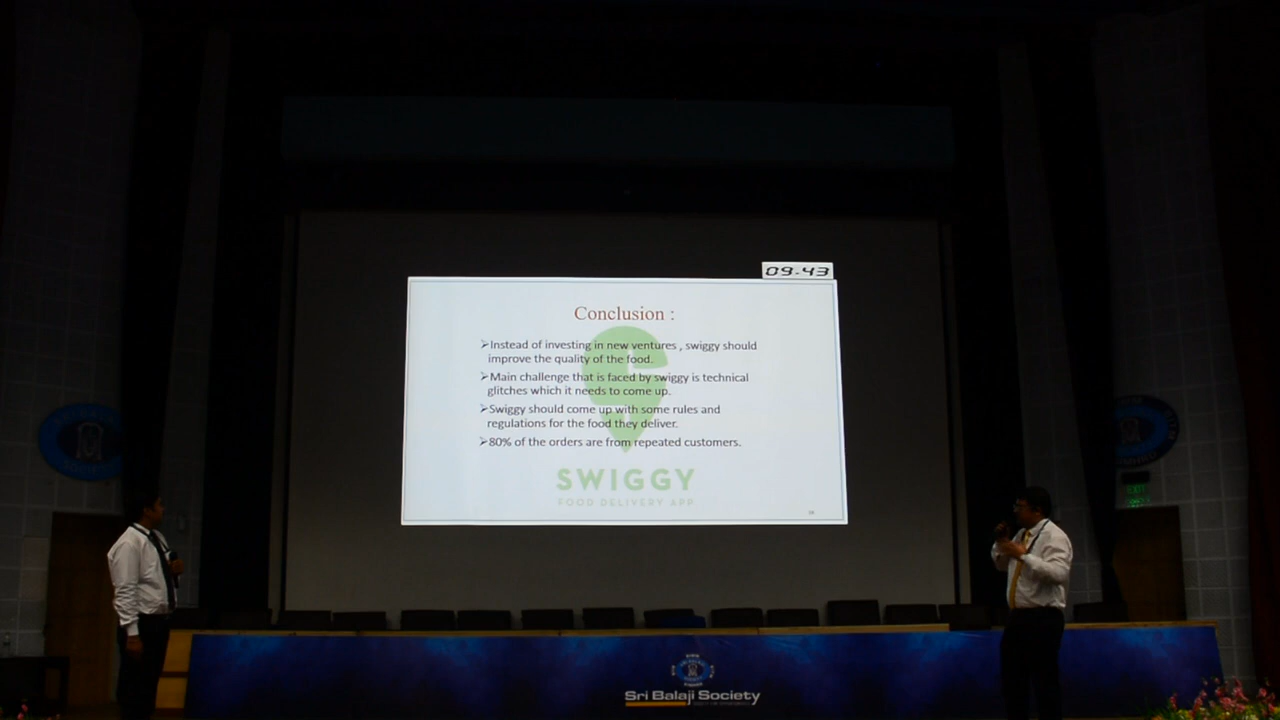 09-43
Conclusion :
➢Instead of investing in new ventures , swiggy should
improve the quality of the food.
➢Main challenge that is faced by swiggy is technical
glitches which it needs to come up.
➢Swiggy should come up with some rules and
regulations for the food they deliver.
➢80% of the orders are from repeated customers.
SWIGGY
FOOD DELIVERY APP
EXIT
Sri Balaji Society